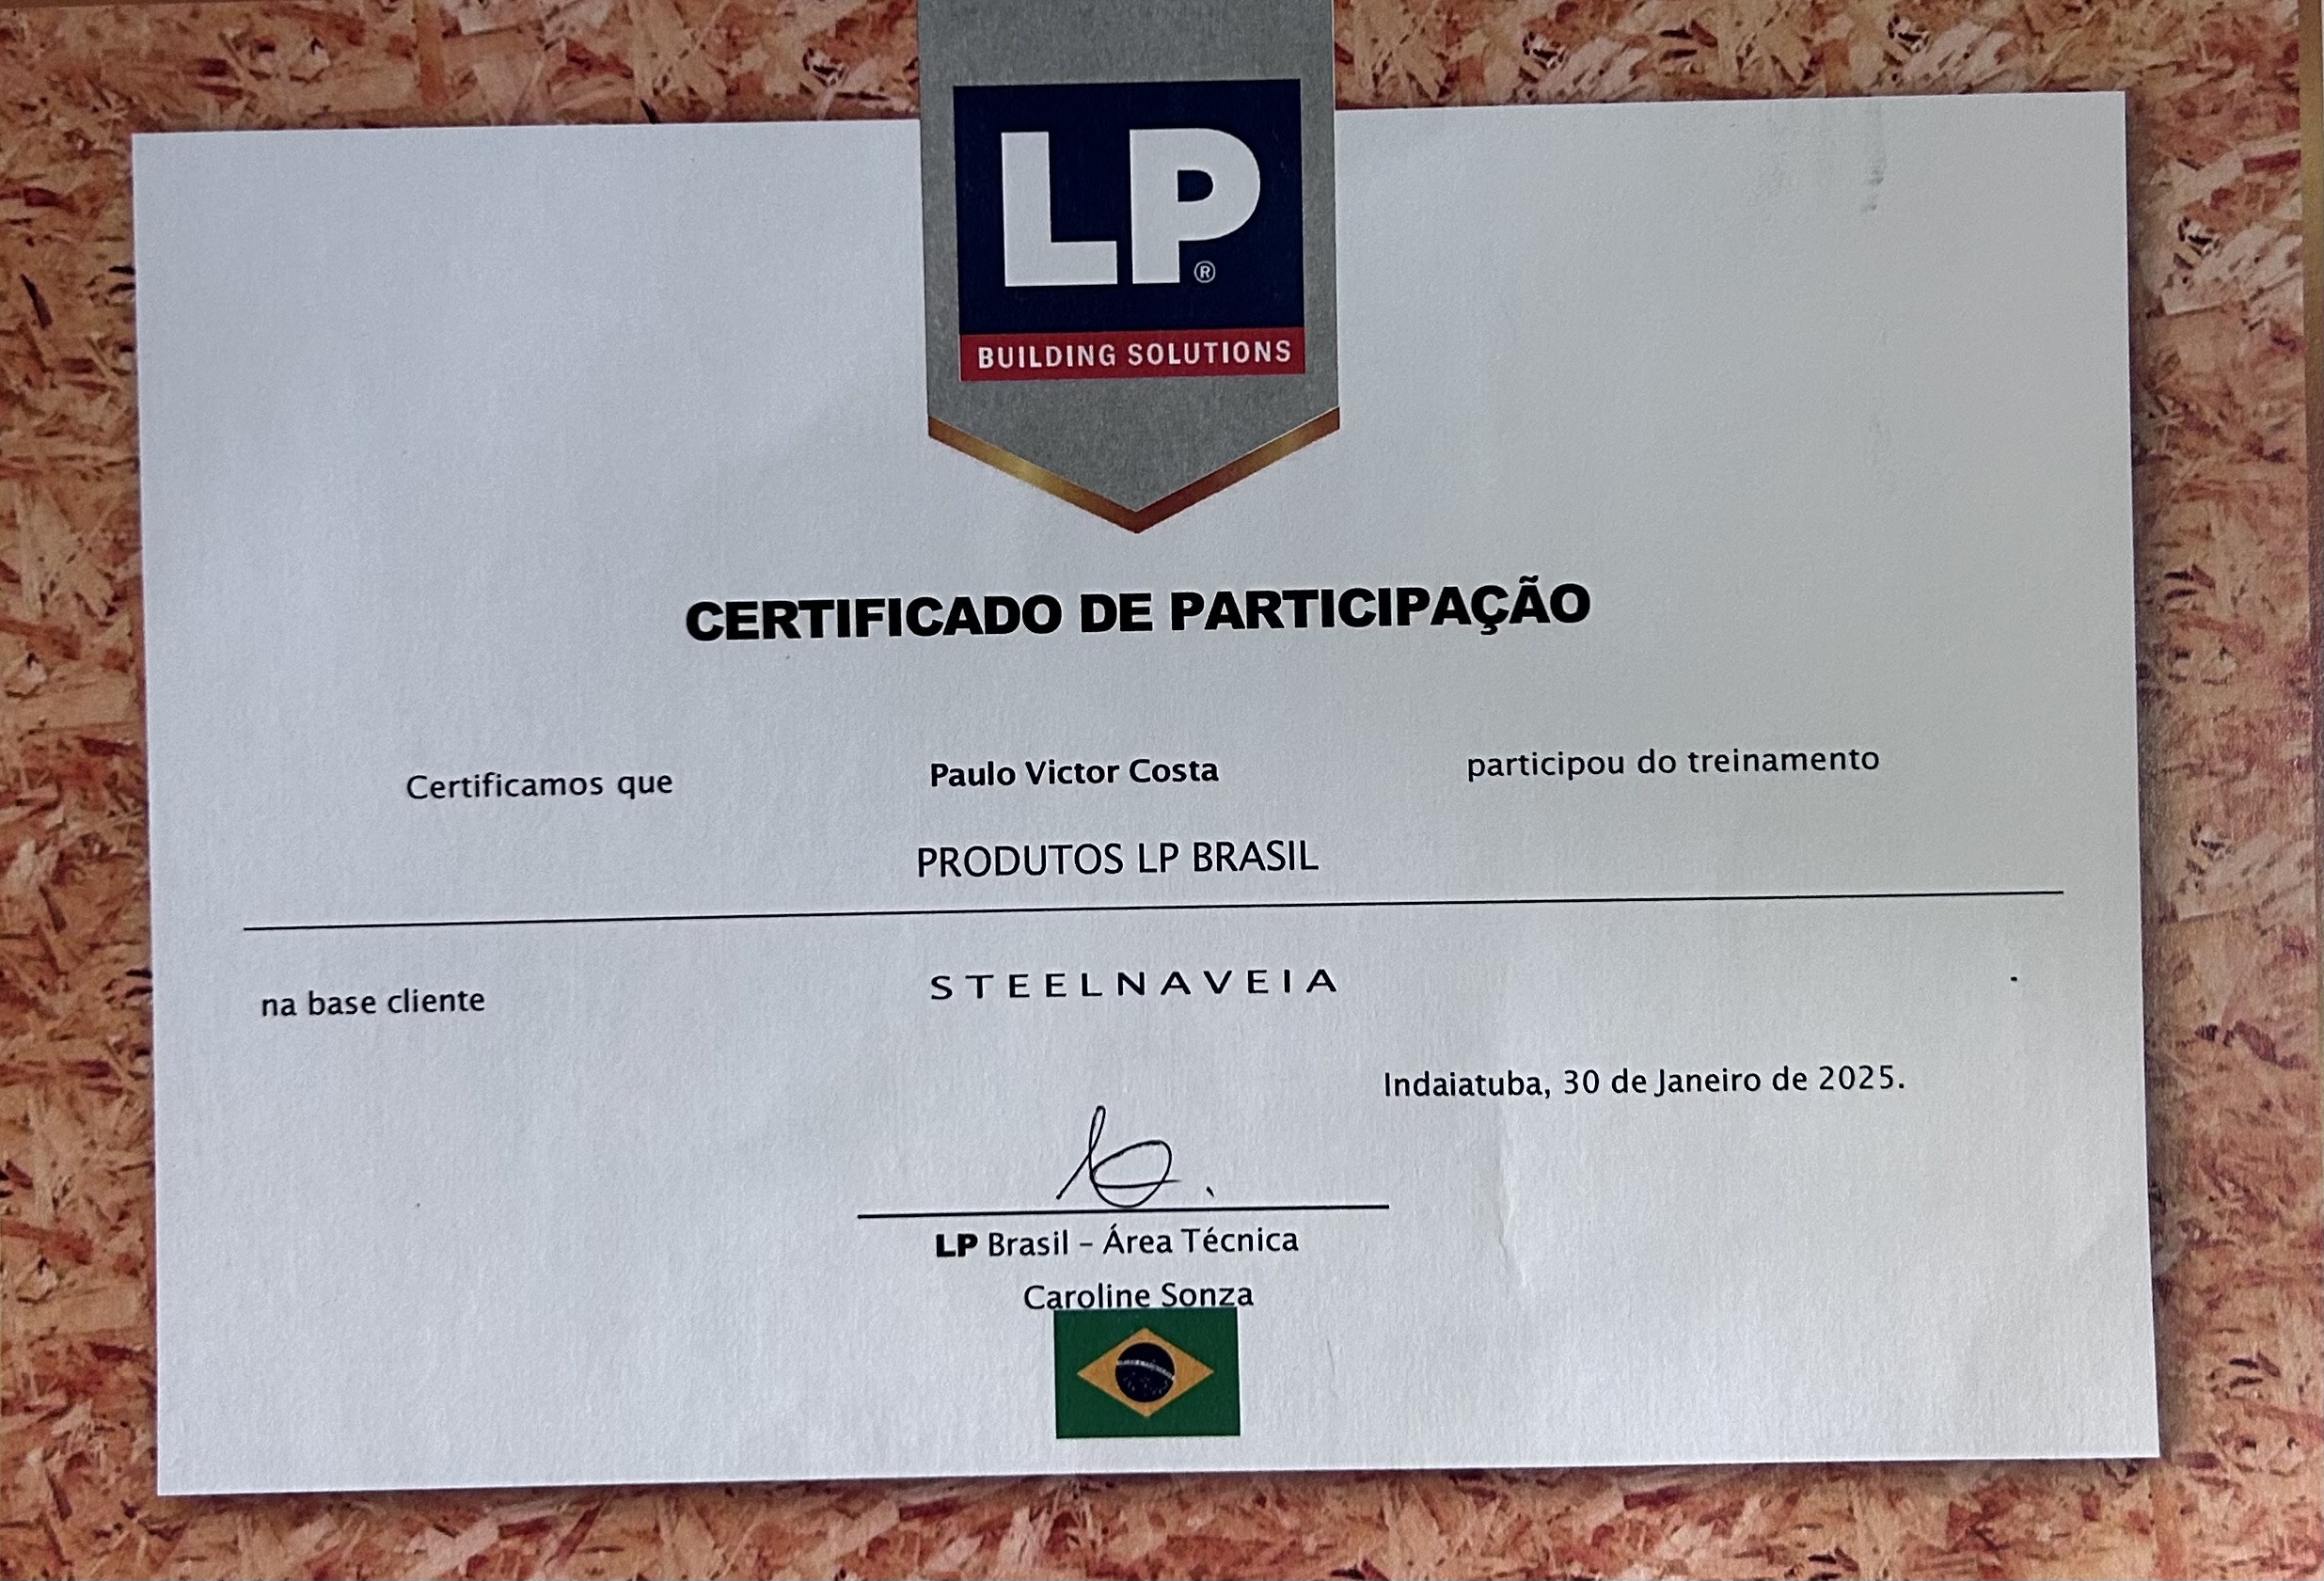 LP®
BUILDING SOLUTIONS
CERTIFICADO DE PARTICIPAÇÃO
Certificamos que Paulo Victor Costa participou do treinamento
PRODUTOS LP BRASIL
na base cliente STEELNAVEIA .
Indaiatuba, 30 de Janeiro de 2025.
LP Brasil – Área Técnica
Caroline Sonza